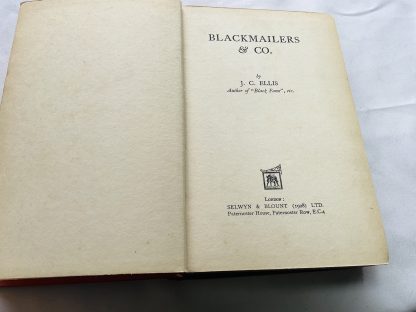 BLACKMAILERS
& CO.
by
J. C. ELLIS
Author of "Black Fame", etc.
London:
SELWYN & BLOUNT (1928) LTD.
Paternoster House, Paternoster Row, E.C.4